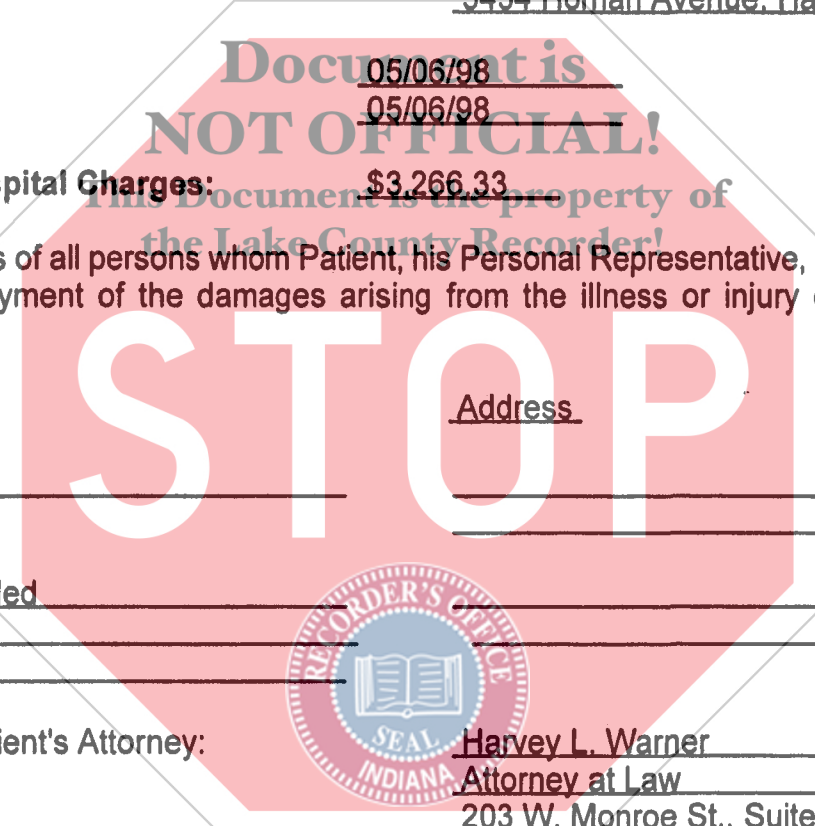 5454 Homan Avenue, Ha
Document is
05/06/98
05/06/98
NOT OFFICIAL!
spital Charges: $3,266.33
This Document is the property of
the Lake County Recorder!
s of all persons whom Patient, his Personal Representative,
yment of the damages arising from the illness or injury
STOP
Address
ied
RECORDER'S OFFICE
SEAL
INDIANA
ient's Attorney: Harvey L. Warner
Attorney at Law
203 W. Monroe St., Suite